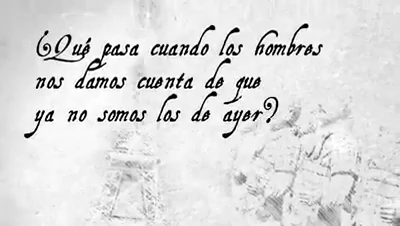 ¿Qué pasa cuando los hombres
nos damos cuenta de que
ya no somos los de ayer?